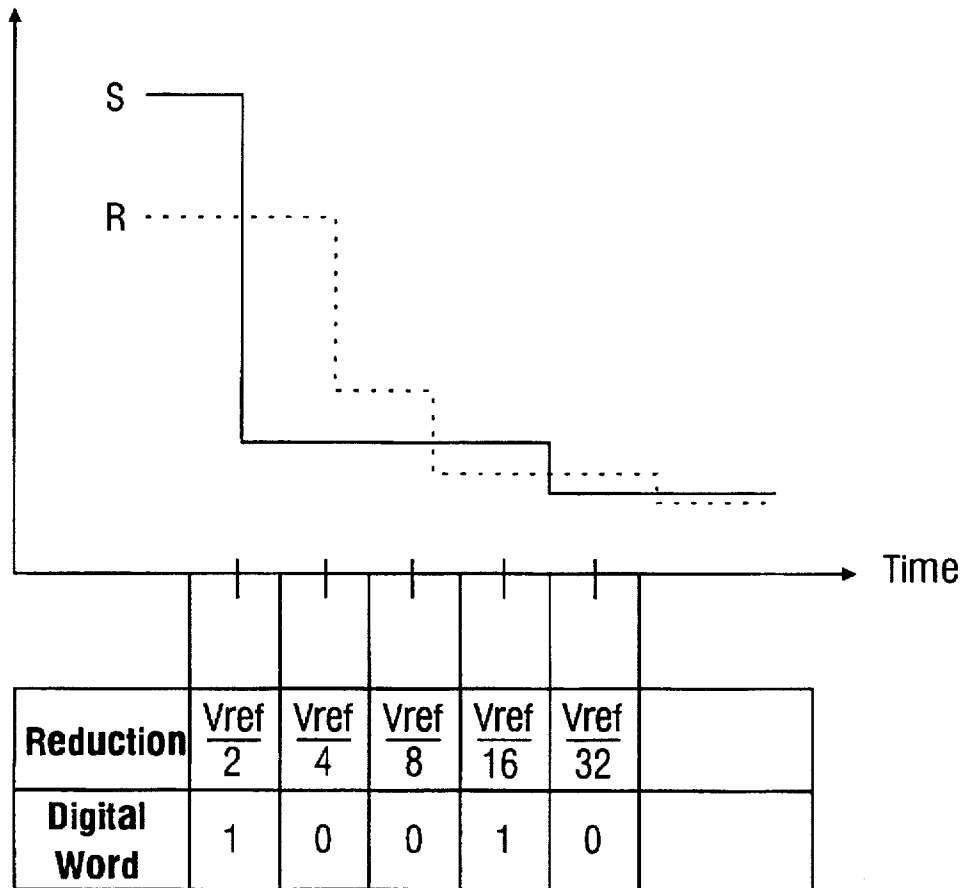 S
R
Time
Reduction Vref/2 Vref/4 Vref/8 Vref/16 Vref/32
Digital Word 1 0 0 1 0